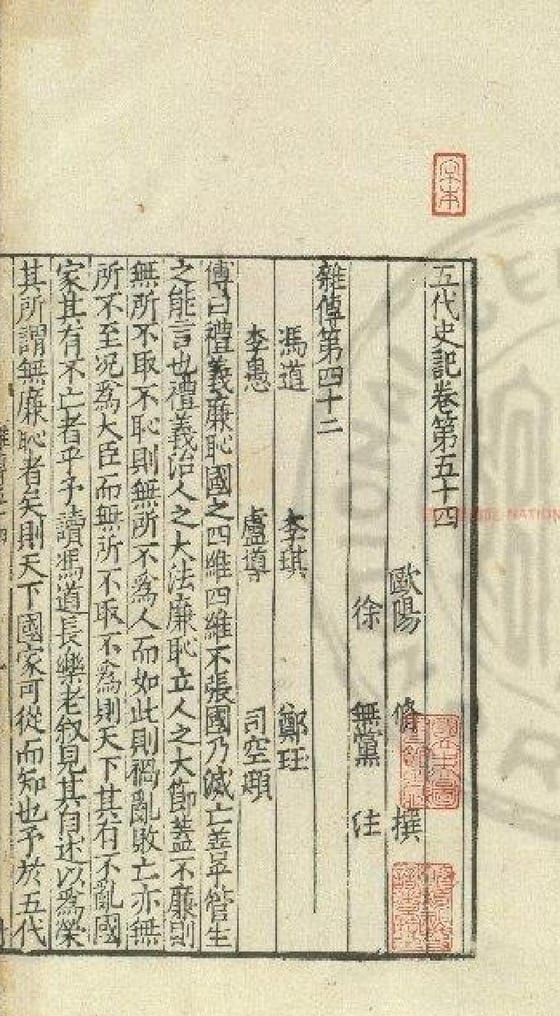 宋本
五代史記卷第五十四
歐陽 脩 撰
徐 無黨 注
雜傳第四十二
馮道 李琪 鄭珏
李愚 盧導 司空頲
傳曰禮義廉恥國之四維四維不張國乃滅亡善乎管生
之能言也禮義治人之大法廉恥立人之大節蓋不廉則
無所不取不恥則無所不爲人而如此則禍亂敗亡亦無
所不至况爲大臣而無所不取不爲則天下其有不亂國
家其有不亡者乎予讀馮道長樂老叙見其自述以爲榮
其所謂無廉恥者矣則天下國家可從而知也予於五代
NATION